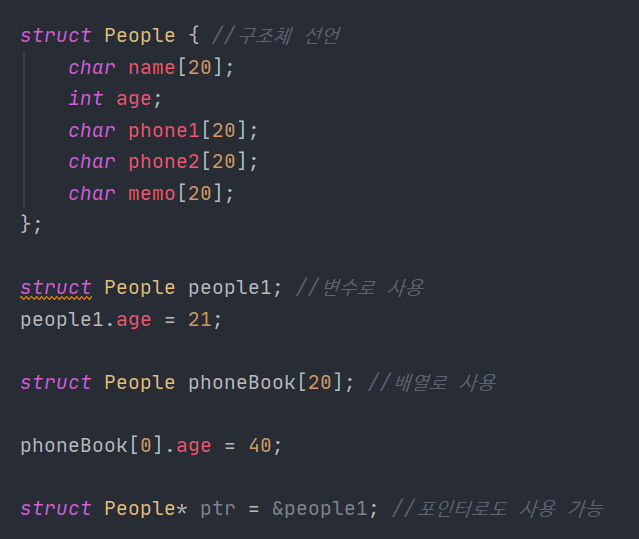 struct People { //구조체 선언
    char name[20];
    int age;
    char phone1[20];
    char phone2[20];
    char memo[20];
};
struct People people1; //변수로 사용
people1.age = 21;
struct People phoneBook[20]; //배열로 사용
phoneBook[0].age = 40;
struct People* ptr = &people1; //포인터로도 사용 가능